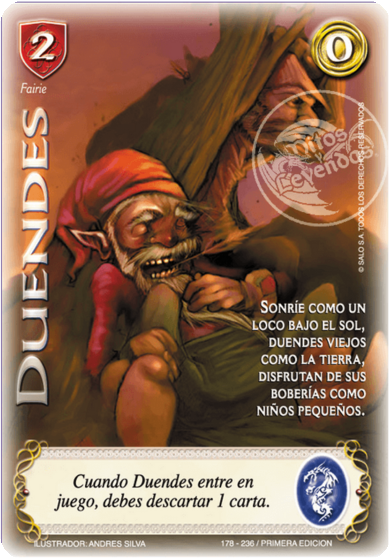 2
0
Fairie
DUENDES
Mitos
Leyendas
© SALO S.A. TODOS LOS DERECHOS RESERVADOS
SONRÍE COMO UN
LOCO BAJO EL SOL,
DUENDES VIEJOS
COMO LA TIERRA,
DISFRUTAN DE SUS
BOBERÍAS COMO
NIÑOS PEQUEÑOS.
Cuando Duendes entre en
juego, debes descartar 1 carta.
ILUSTRADOR: ANDRES SILVA
178 - 236 / PRIMERA EDICION